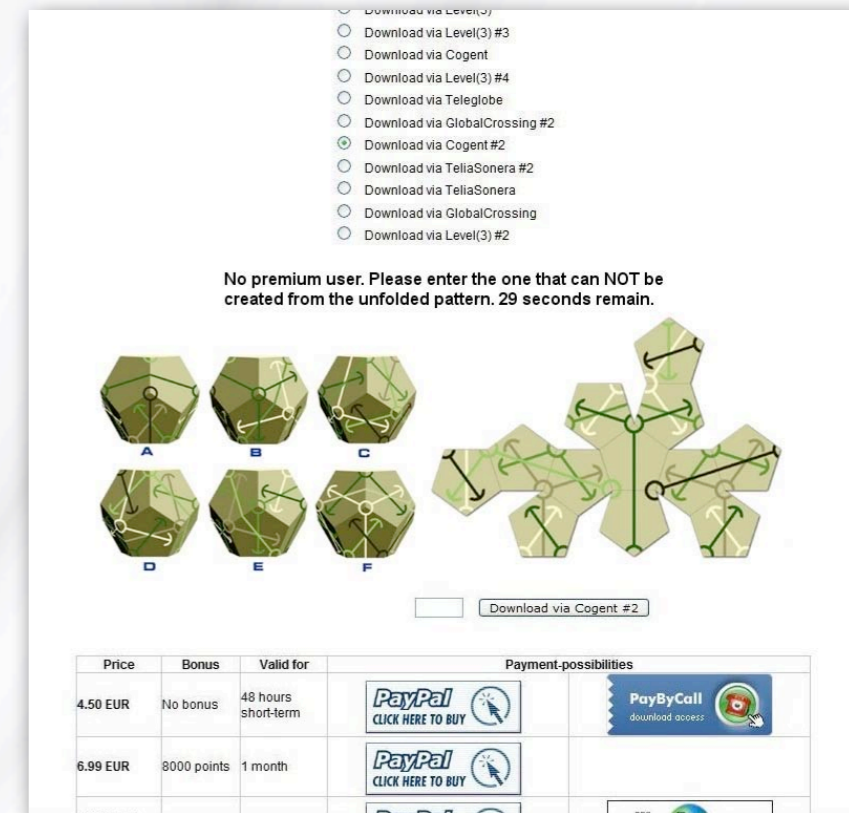 Download via Level(3)
Download via Level(3) #3
Download via Cogent
Download via Level(3) #4
Download via Teleglobe
Download via GlobalCrossing #2
Download via Cogent #2
Download via TeliaSonera #2
Download via TeliaSonera
Download via GlobalCrossing
Download via Level(3) #2
No premium user. Please enter the one that can NOT be
created from the unfolded pattern. 29 seconds remain.
A B C
D E F
Download via Cogent #2
Price Bonus Valid for Payment-possibilities
4.50 EUR No bonus 48 hours short-term PayPal CLICK HERE TO BUY PayByCall download access
6.99 EUR 8000 points 1 month PayPal CLICK HERE TO BUY